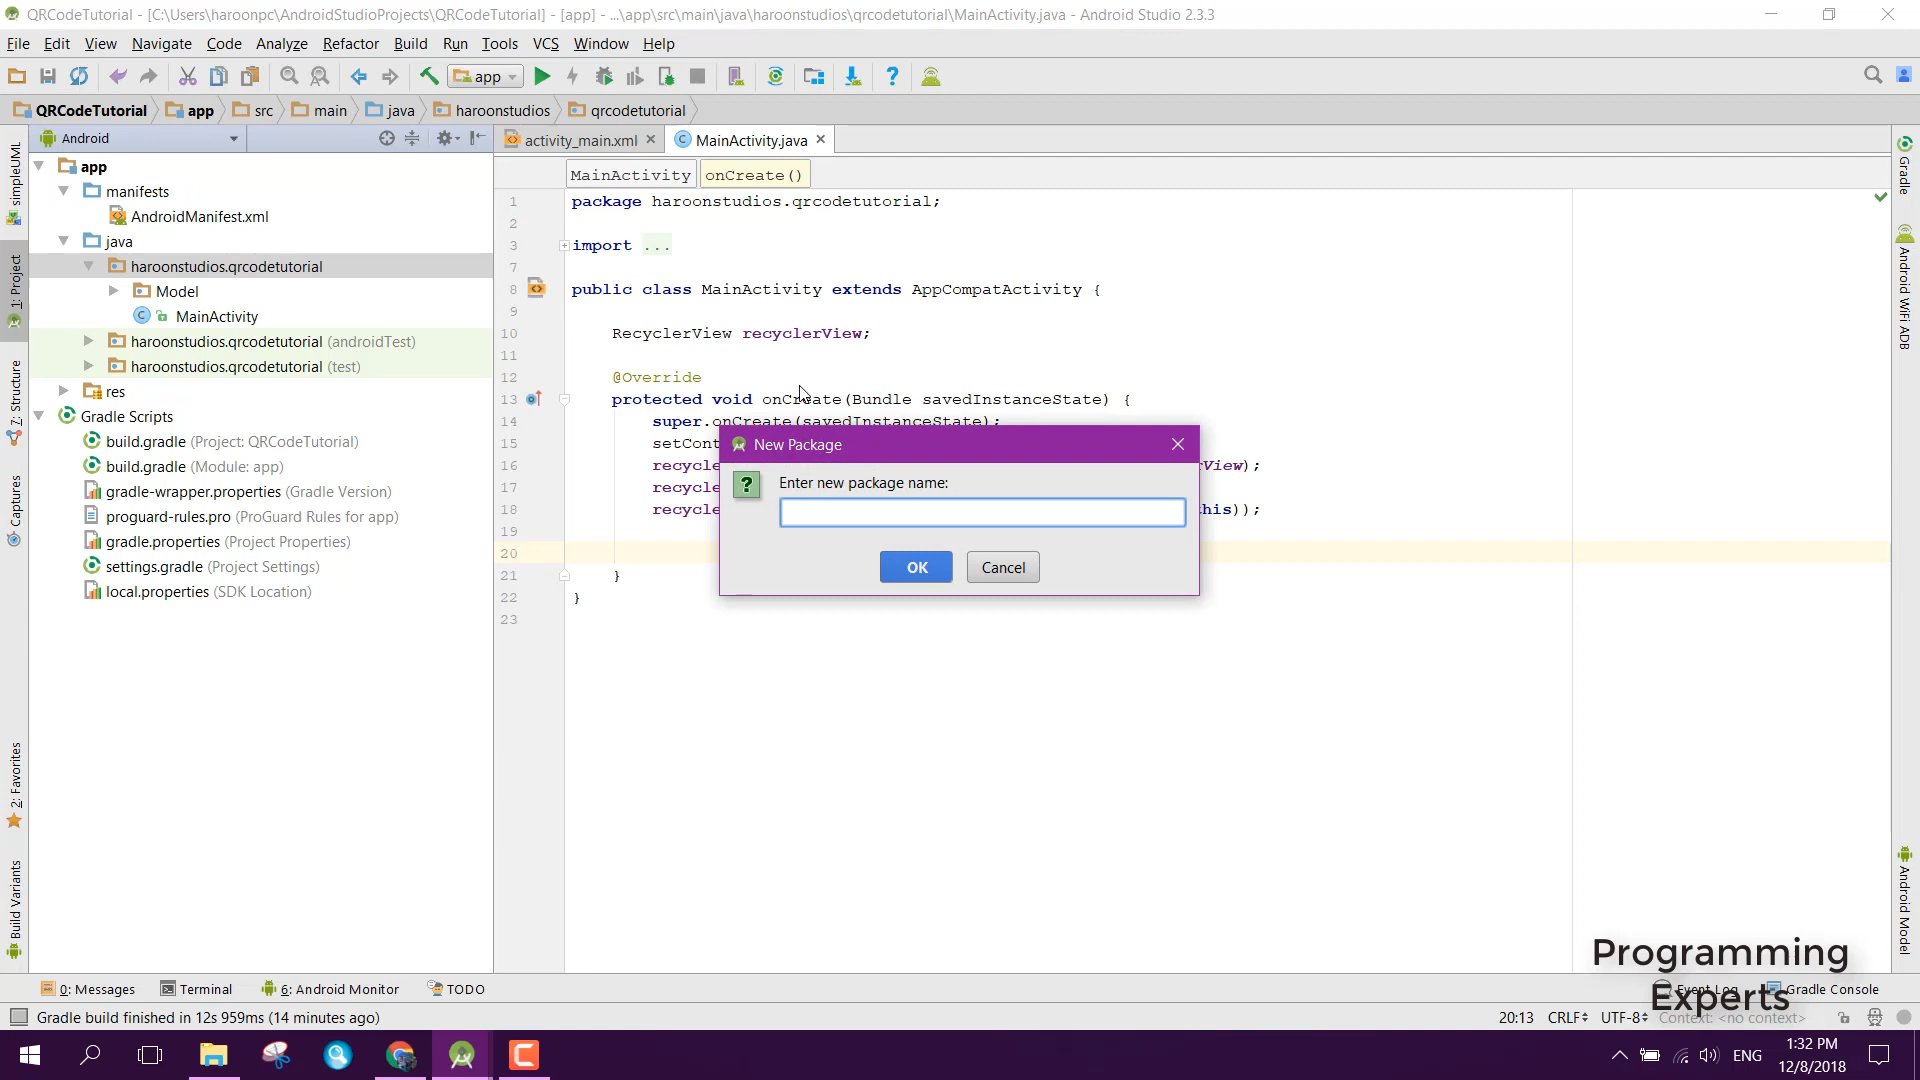 QRCodeTutorial - [C:\Users\haroonpc\AndroidStudioProjects\QRCodeTutorial] - [app] - ...\app\src\main\java\haroonstudios\qrcodetutorial\MainActivity.java - Android Studio 2.3.3
File Edit View Navigate Code Analyze Refactor Build Run Tools VCS Window Help
app
QRCodeTutorial app src main java haroonstudios qrcodetutorial
Android
activity_main.xml
MainActivity.java
MainActivity
onCreate()
app
manifests
AndroidManifest.xml
java
haroonstudios.qrcodetutorial
Model
MainActivity
haroonstudios.qrcodetutorial (androidTest)
haroonstudios.qrcodetutorial (test)
res
Gradle Scripts
build.gradle (Project: QRCodeTutorial)
build.gradle (Module: app)
gradle-wrapper.properties (Gradle Version)
proguard-rules.pro (ProGuard Rules for app)
gradle.properties (Project Properties)
settings.gradle (Project Settings)
local.properties (SDK Location)
simpleUML
1: Project
7: Structure
Captures
2: Favorites
Build Variants
1 package haroonstudios.qrcodetutorial;
2
3 import ...
7
8 public class MainActivity extends AppCompatActivity {
9
10 RecyclerView recyclerView;
11
12 @Override
13 protected void onCreate(Bundle savedInstanceState) {
14 super.onCreate(savedInstanceState);
15 setCont
16 recycle rView);
17 recycle
18 recycle this));
19
20
21 }
22 }
23
New Package
Enter new package name:
OK Cancel
Gradle
Android WiFi ADB
Android Model
Programming
Experts
0: Messages Terminal 6: Android Monitor TODO Event Log Gradle Console
Gradle build finished in 12s 959ms (14 minutes ago) 20:13 CRLF UTF-8 Context: <no context>
ENG
1:32 PM
12/8/2018